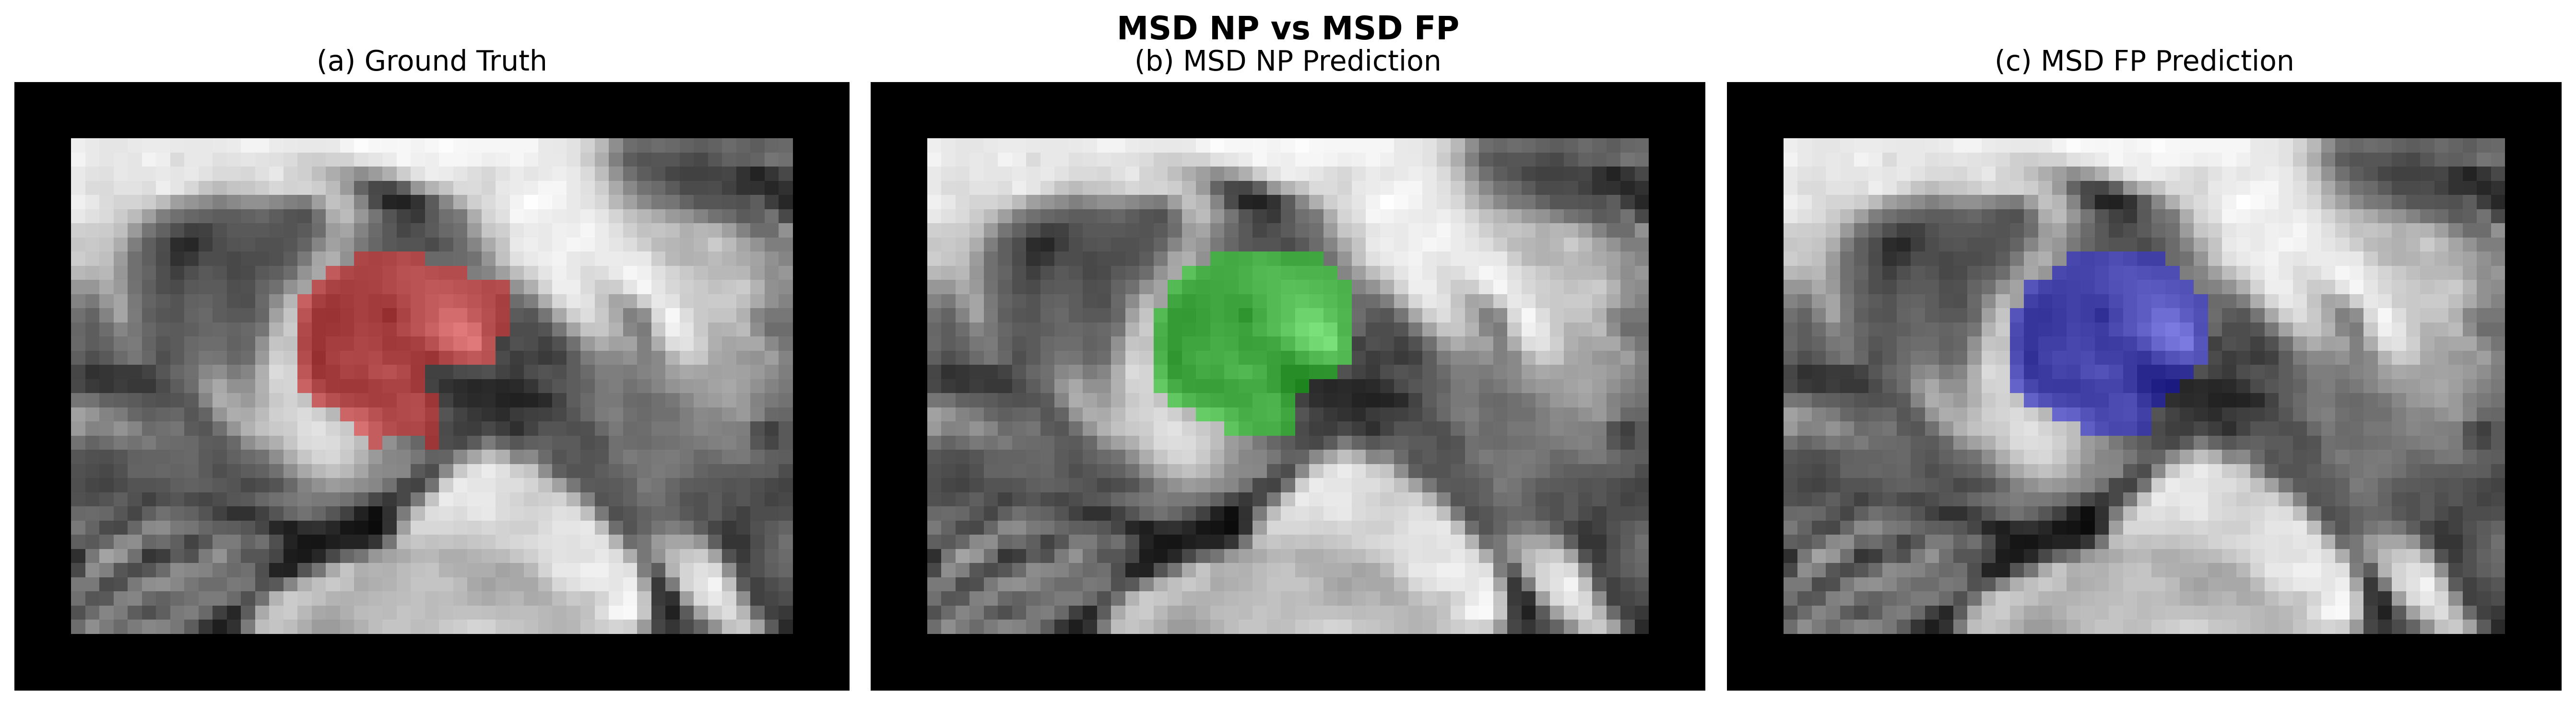 MSD NP vs MSD FP
(a) Ground Truth
(b) MSD NP Prediction
(c) MSD FP Prediction